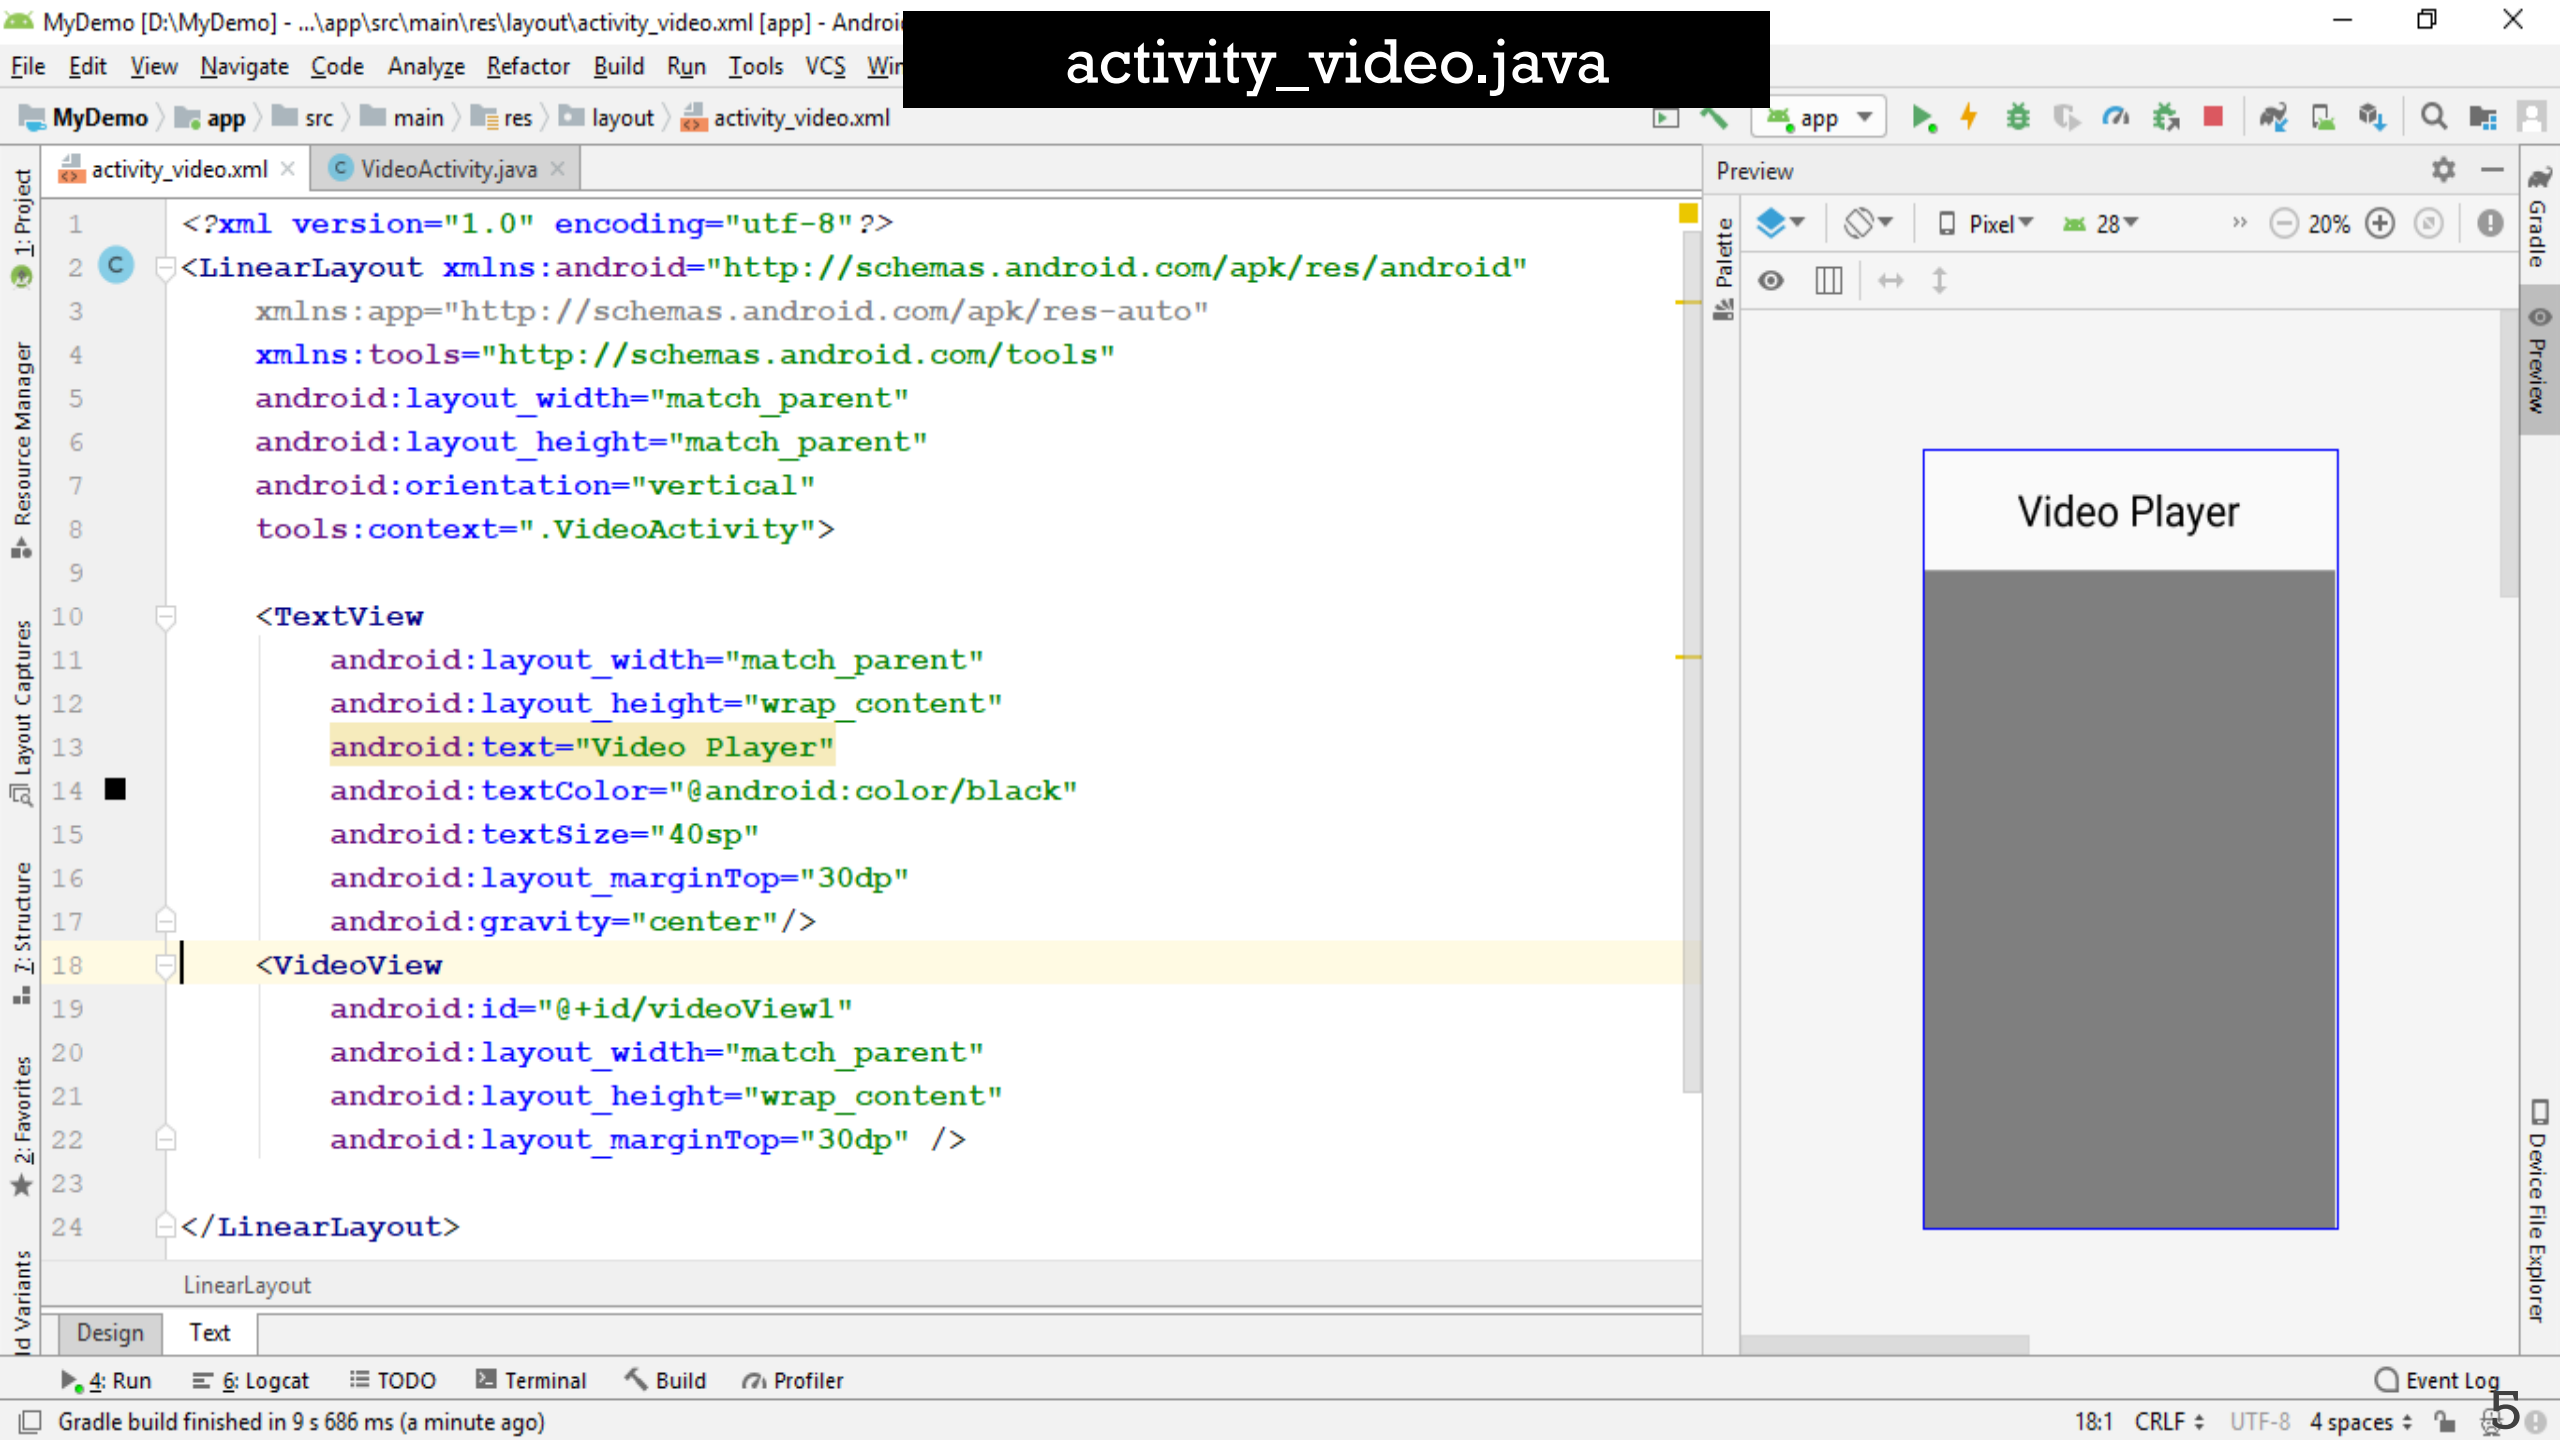 MyDemo [D:\MyDemo] - ...\app\src\main\res\layout\activity_video.xml [app] - Androi
activity_video.java
File Edit View Navigate Code Analyze Refactor Build Run Tools VCS Win
MyDemo app src main res layout activity_video.xml
app
activity_video.xml VideoActivity.java
1 <?xml version="1.0" encoding="utf-8"?>
2 <LinearLayout xmlns:android="http://schemas.android.com/apk/res/android"
3 xmlns:app="http://schemas.android.com/apk/res-auto"
4 xmlns:tools="http://schemas.android.com/tools"
5 android:layout_width="match_parent"
6 android:layout_height="match_parent"
7 android:orientation="vertical"
8 tools:context=".VideoActivity">
9
10 <TextView
11 android:layout_width="match_parent"
12 android:layout_height="wrap_content"
13 android:text="Video Player"
14 android:textColor="@android:color/black"
15 android:textSize="40sp"
16 android:layout_marginTop="30dp"
17 android:gravity="center"/>
18 <VideoView
19 android:id="@+id/videoView1"
20 android:layout_width="match_parent"
21 android:layout_height="wrap_content"
22 android:layout_marginTop="30dp" />
23
24 </LinearLayout>
LinearLayout
Design Text
1: Project
Resource Manager
Layout Captures
7: Structure
2: Favorites
ld Variants
Preview
Palette
Pixel 28 20%
Video Player
Gradle
Preview
Device File Explorer
4: Run 6: Logcat TODO Terminal Build Profiler Event Log
Gradle build finished in 9 s 686 ms (a minute ago) 18:1 CRLF UTF-8 4 spaces
5